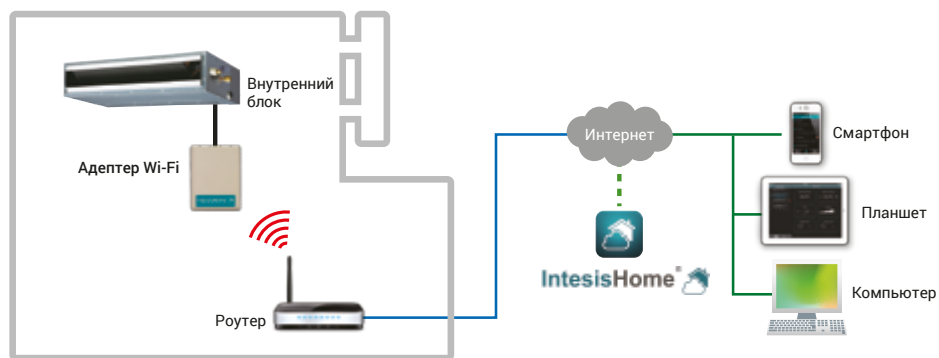 Внутренний
блок
Адептер Wi-Fi
Роутер
Интернет
IntesisHome®
Смартфон
Планшет
Компьютер